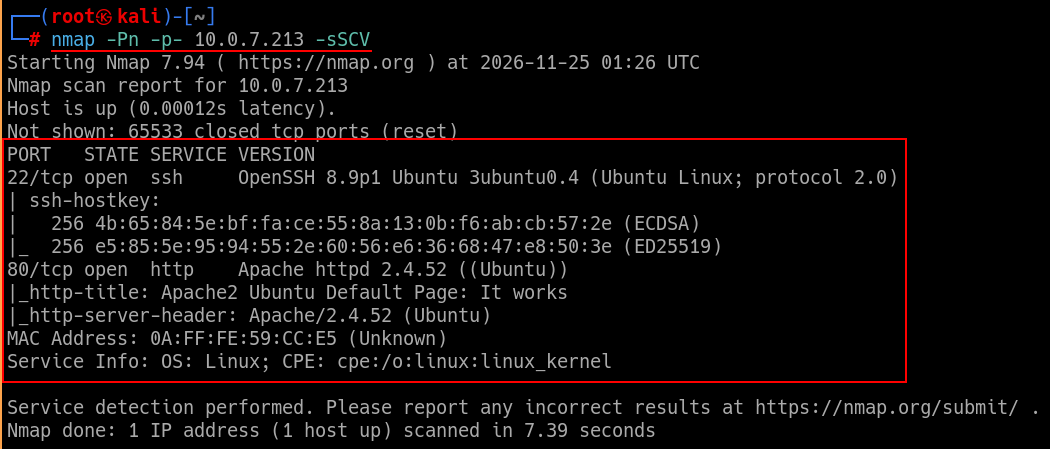 ┌──(root㉿kali)-[~]
└─# nmap -Pn -p- 10.0.7.213 -sSCV
Starting Nmap 7.94 ( https://nmap.org ) at 2026-11-25 01:26 UTC
Nmap scan report for 10.0.7.213
Host is up (0.00012s latency).
Not shown: 65533 closed tcp ports (reset)
PORT   STATE SERVICE VERSION
22/tcp open  ssh     OpenSSH 8.9p1 Ubuntu 3ubuntu0.4 (Ubuntu Linux; protocol 2.0)
| ssh-hostkey:
|   256 4b:65:84:5e:bf:fa:ce:55:8a:13:0b:f6:ab:cb:57:2e (ECDSA)
|_  256 e5:85:5e:95:94:55:2e:60:56:e6:36:68:47:e8:50:3e (ED25519)
80/tcp open  http    Apache httpd 2.4.52 ((Ubuntu))
|_http-title: Apache2 Ubuntu Default Page: It works
|_http-server-header: Apache/2.4.52 (Ubuntu)
MAC Address: 0A:FF:FE:59:CC:E5 (Unknown)
Service Info: OS: Linux; CPE: cpe:/o:linux:linux_kernel
Service detection performed. Please report any incorrect results at https://nmap.org/submit/ .
Nmap done: 1 IP address (1 host up) scanned in 7.39 seconds